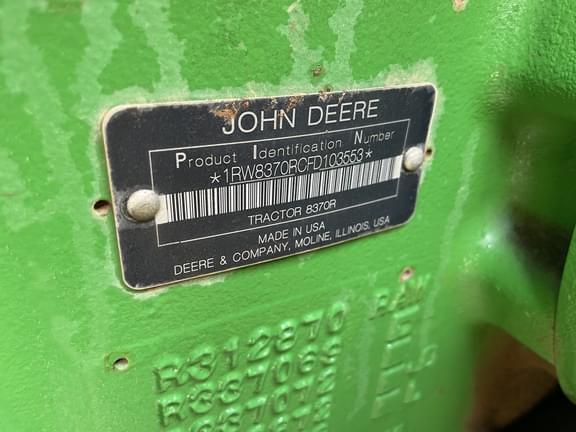 JOHN DEERE
Product Identification Number
*1RW8370RCFD103553*
TRACTOR 8370R
MADE IN USA
DEERE & COMPANY, MOLINE, ILLINOIS, USA
R312870